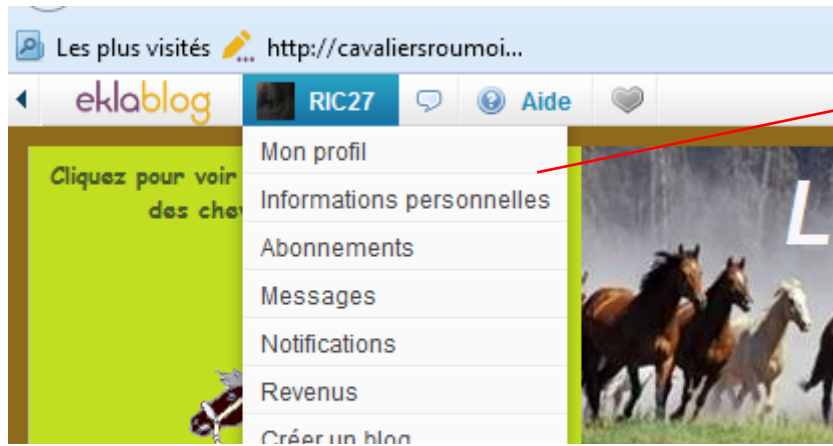 Les plus visités http://cavaliersroumoi...
eklablog RIC27 Aide
Cliquez pour voir
des che
Mon profil
Informations personnelles
Abonnements
Messages
Notifications
Revenus
Créer un blog
L